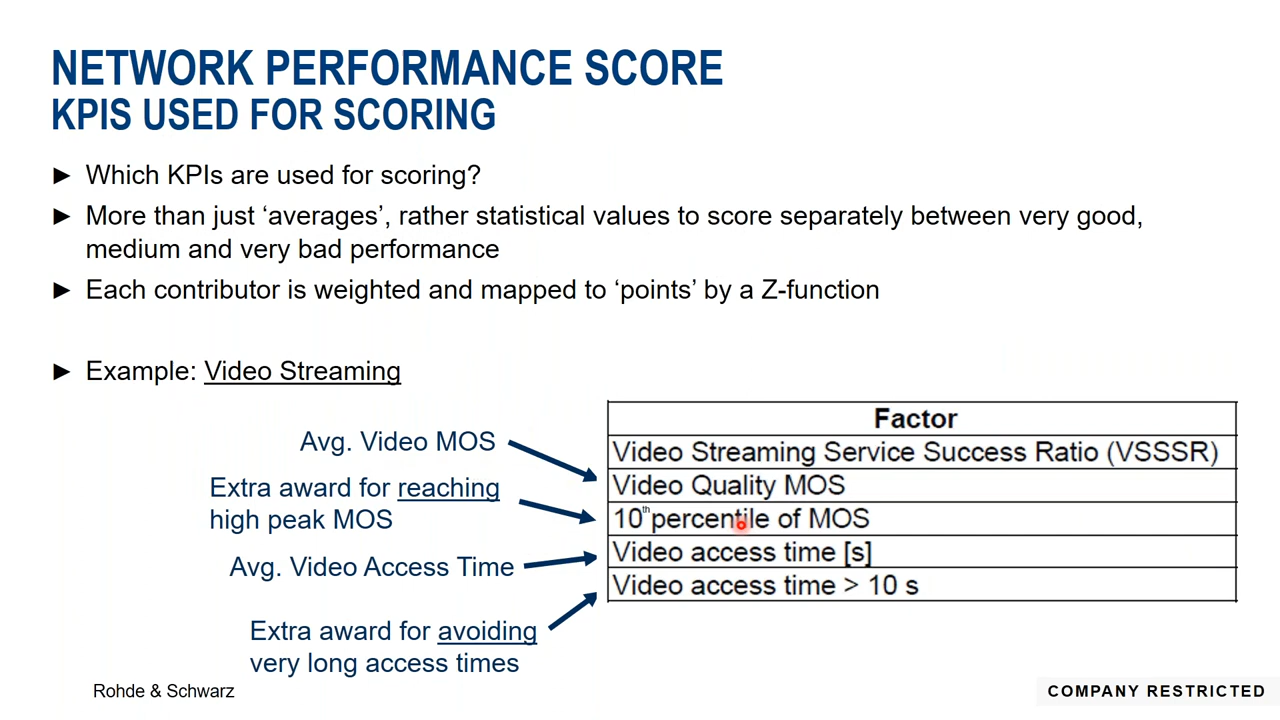 NETWORK PERFORMANCE SCORE
KPIS USED FOR SCORING
► Which KPIs are used for scoring?
► More than just ‘averages’, rather statistical values to score separately between very good,
medium and very bad performance
► Each contributor is weighted and mapped to ‘points’ by a Z-function
► Example: Video Streaming
Avg. Video MOS
Extra award for reaching
high peak MOS
Avg. Video Access Time
Extra award for avoiding
very long access times
Factor
Video Streaming Service Success Ratio (VSSSR)
Video Quality MOS
10th percentile of MOS
Video access time [s]
Video access time > 10 s
Rohde & Schwarz
COMPANY RESTRICTED